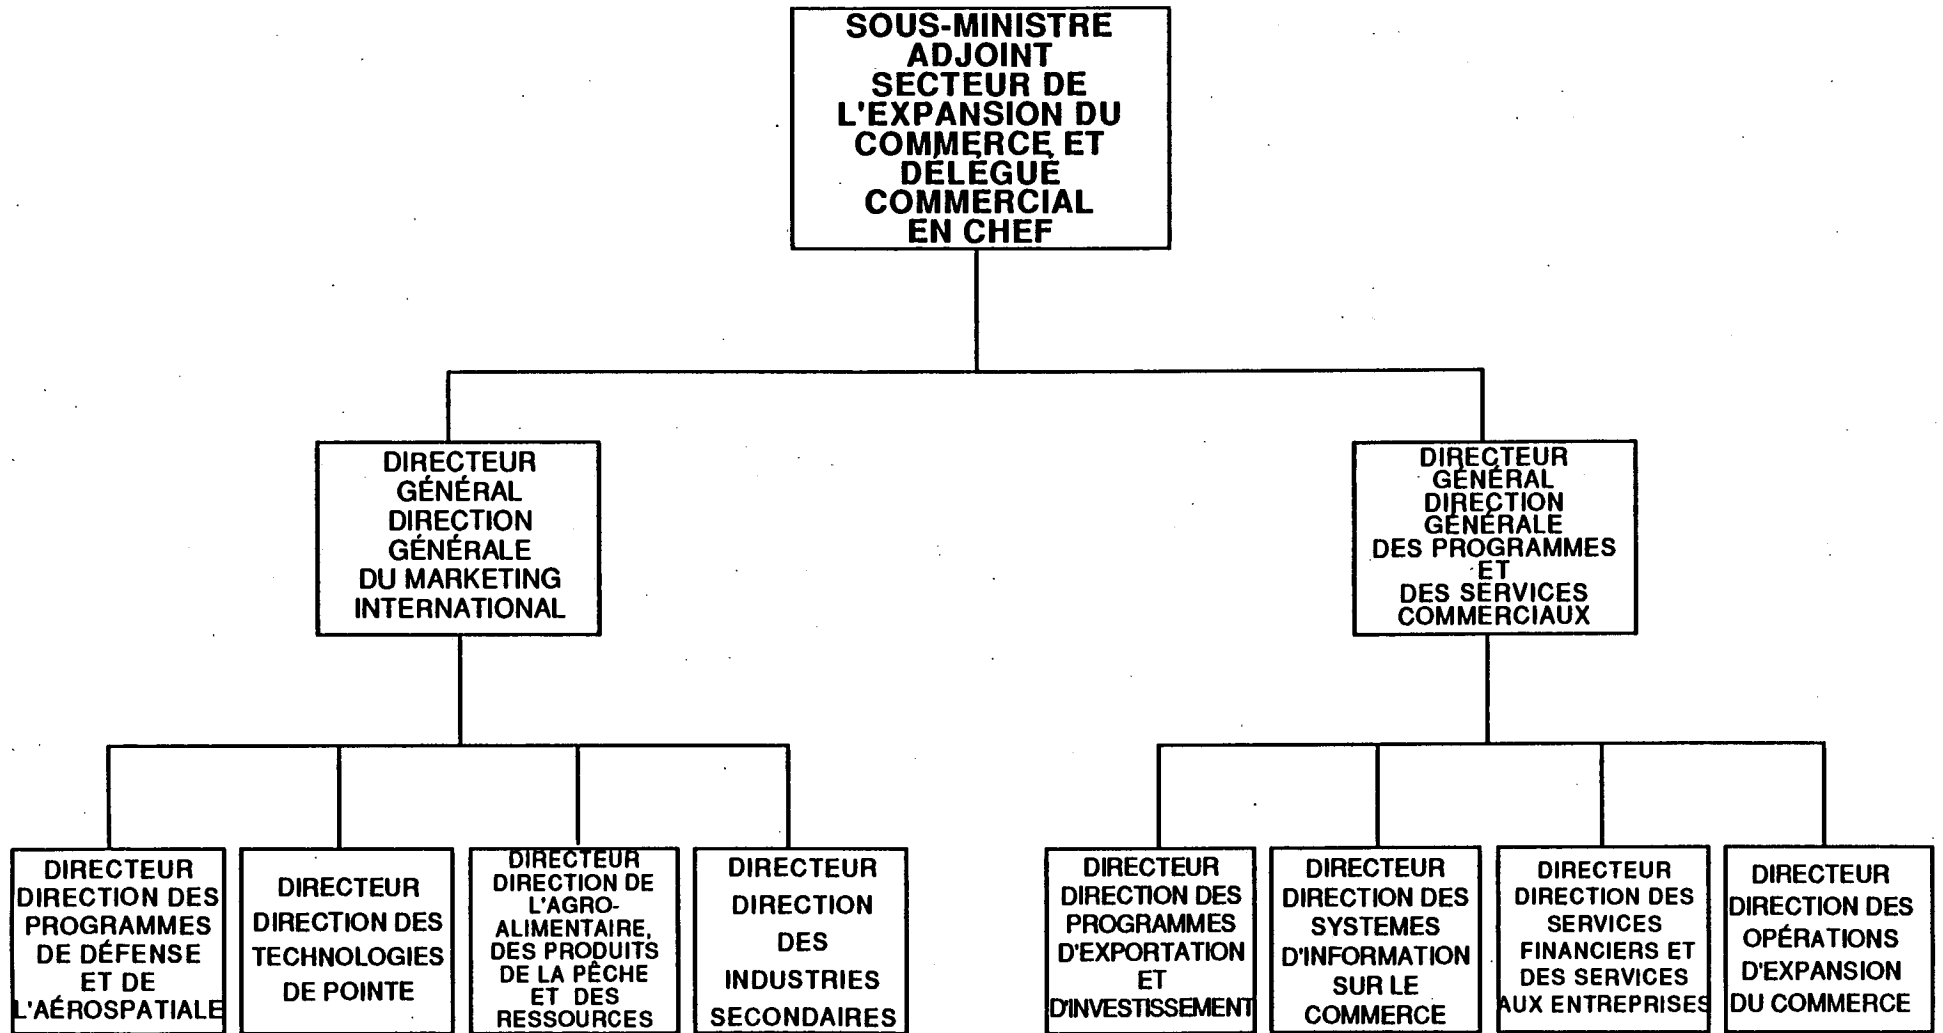 SOUS-MINISTRE
ADJOINT
SECTEUR DE
L'EXPANSION DU
COMMERCE ET
DÉLÉGUÉ
COMMERCIAL
EN CHEF
DIRECTEUR
GÉNÉRAL
DIRECTION
GÉNÉRALE
DU MARKETING
INTERNATIONAL
DIRECTEUR
GÉNÉRAL
DIRECTION
GÉNÉRALE
DES PROGRAMMES
ET
DES SERVICES
COMMERCIAUX
DIRECTEUR
DIRECTION DES
PROGRAMMES
DE DÉFENSE
ET DE
L'AÉROSPATIALE
DIRECTEUR
DIRECTION DES
TECHNOLOGIES
DE POINTE
DIRECTEUR
DIRECTION DE
L'AGRO-
ALIMENTAIRE,
DES PRODUITS
DE LA PÊCHE
ET DES
RESSOURCES
DIRECTEUR
DIRECTION
DES
INDUSTRIES
SECONDAIRES
DIRECTEUR
DIRECTION DES
PROGRAMMES
D'EXPORTATION
ET
D'INVESTISSEMENT
DIRECTEUR
DIRECTION DES
SYSTEMES
D'INFORMATION
SUR LE
COMMERCE
DIRECTEUR
DIRECTION DES
SERVICES
FINANCIERS ET
DES SERVICES
AUX ENTREPRISES
DIRECTEUR
DIRECTION DES
OPÉRATIONS
D'EXPANSION
DU COMMERCE